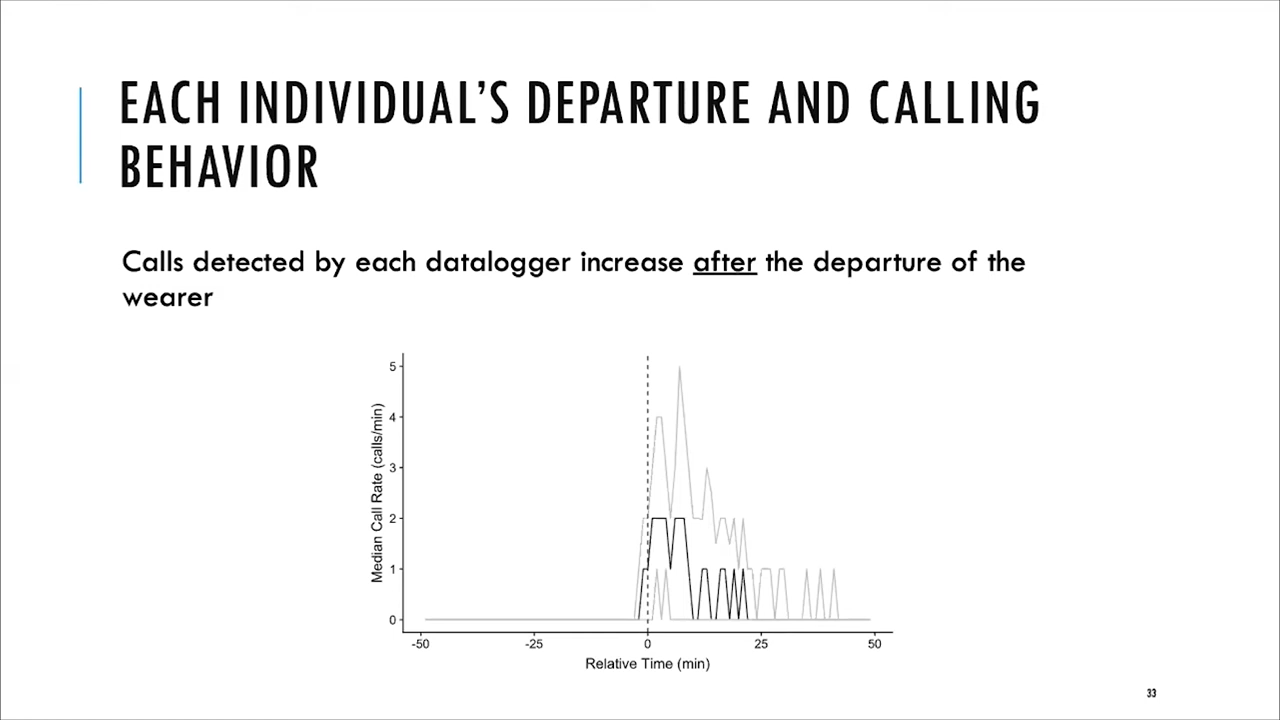 EACH INDIVIDUAL’S DEPARTURE AND CALLING
BEHAVIOR
Calls detected by each datalogger increase after the departure of the
wearer
Median Call Rate (calls/min)
5
4
3
2
1
0
-50 -25 0 25 50
Relative Time (min)
33